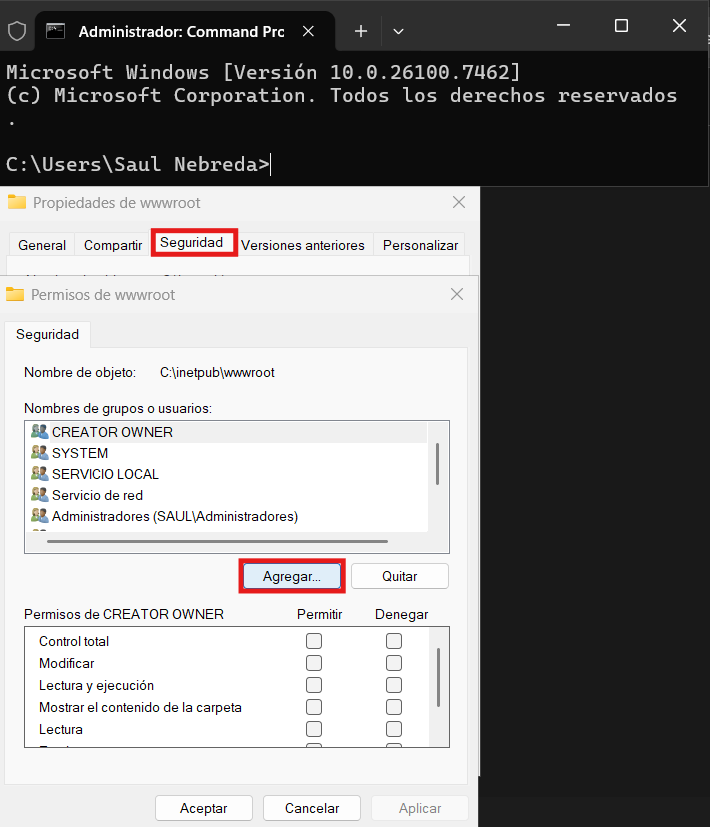 Administrador: Command Pro
Microsoft Windows [Versión 10.0.26100.7462]
(c) Microsoft Corporation. Todos los derechos reservados
.
C:\Users\Saul Nebreda>
Propiedades de wwwroot
General Compartir Seguridad Versiones anteriores Personalizar
Permisos de wwwroot
Seguridad
Nombre de objeto: C:\inetpub\wwwroot
Nombres de grupos o usuarios:
CREATOR OWNER
SYSTEM
SERVICIO LOCAL
Servicio de red
Administradores (SAUL\Administradores)
Agregar... Quitar
Permisos de CREATOR OWNER Permitir Denegar
Control total
Modificar
Lectura y ejecución
Mostrar el contenido de la carpeta
Lectura
Aceptar Cancelar Aplicar